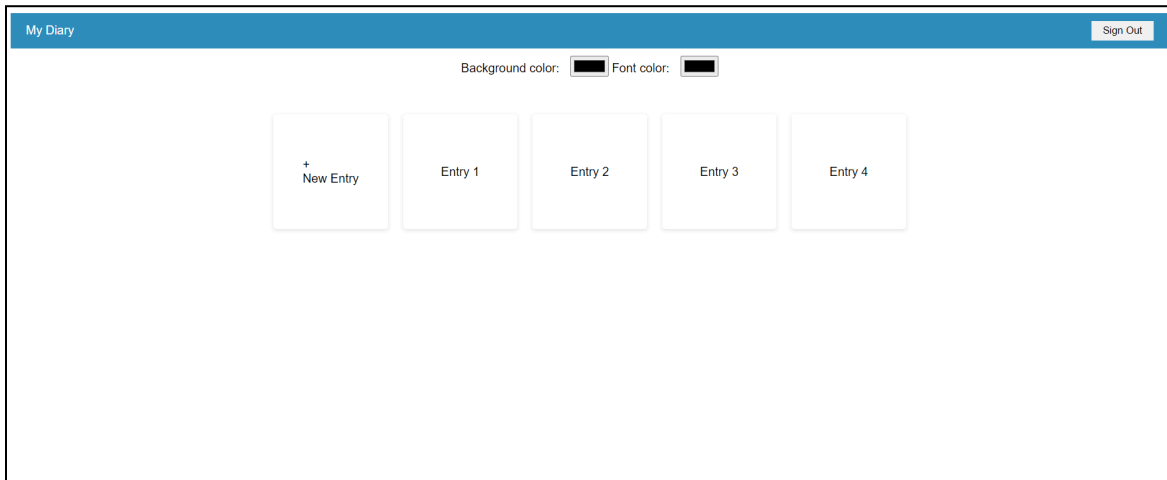 My Diary
Sign Out
Background color: Font color:
+
New Entry
Entry 1
Entry 2
Entry 3
Entry 4